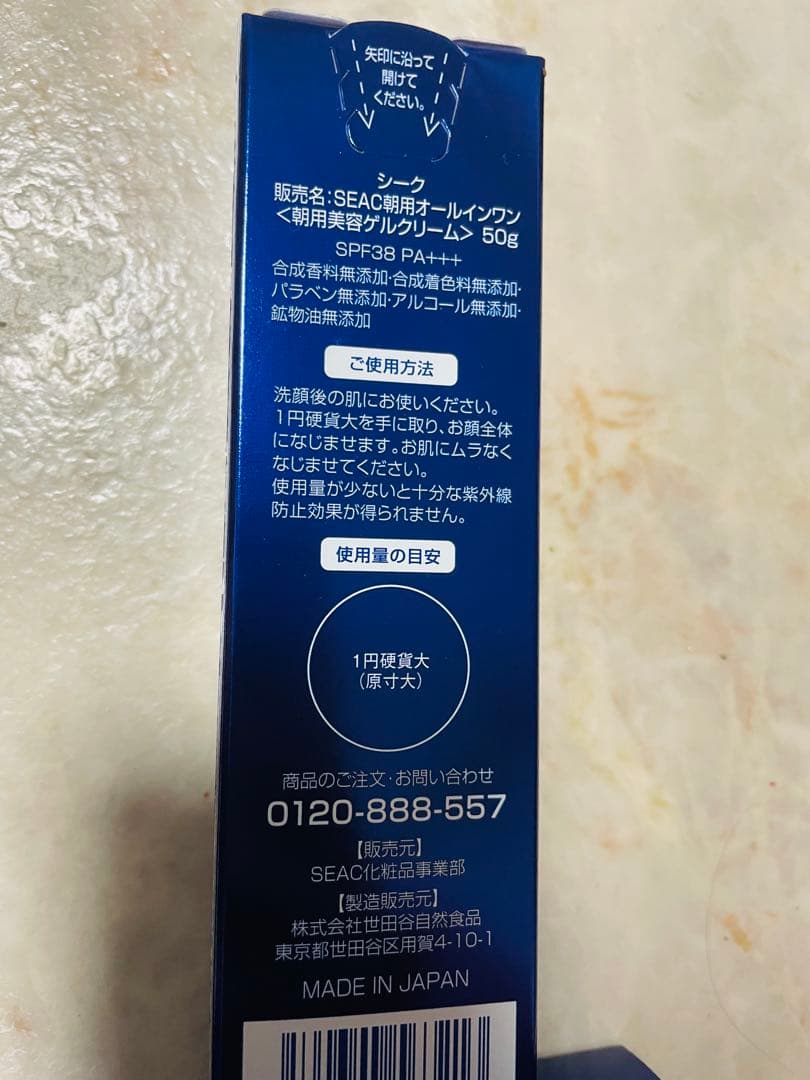 矢印に沿って
開けて
ください。
シーク
販売名:SEAC朝用オールインワン
＜朝用美容ゲルクリーム＞ 50g
SPF38 PA+++
合成香料無添加・合成着色料無添加・
パラベン無添加・アルコール無添加・
鉱物油無添加
ご使用方法
洗顔後の肌にお使いください。
1円硬貨大を手に取り、お顔全体
になじませます。お肌にムラなく
なじませてください。
使用量が少ないと十分な紫外線
防止効果が得られません。
使用量の目安
1円硬貨大
(原寸大)
商品のご注文・お問い合わせ
0120-888-557
【販売元】
SEAC化粧品事業部
【製造販売元】
株式会社世田谷自然食品
東京都世田谷区用賀4-10-1
MADE IN JAPAN